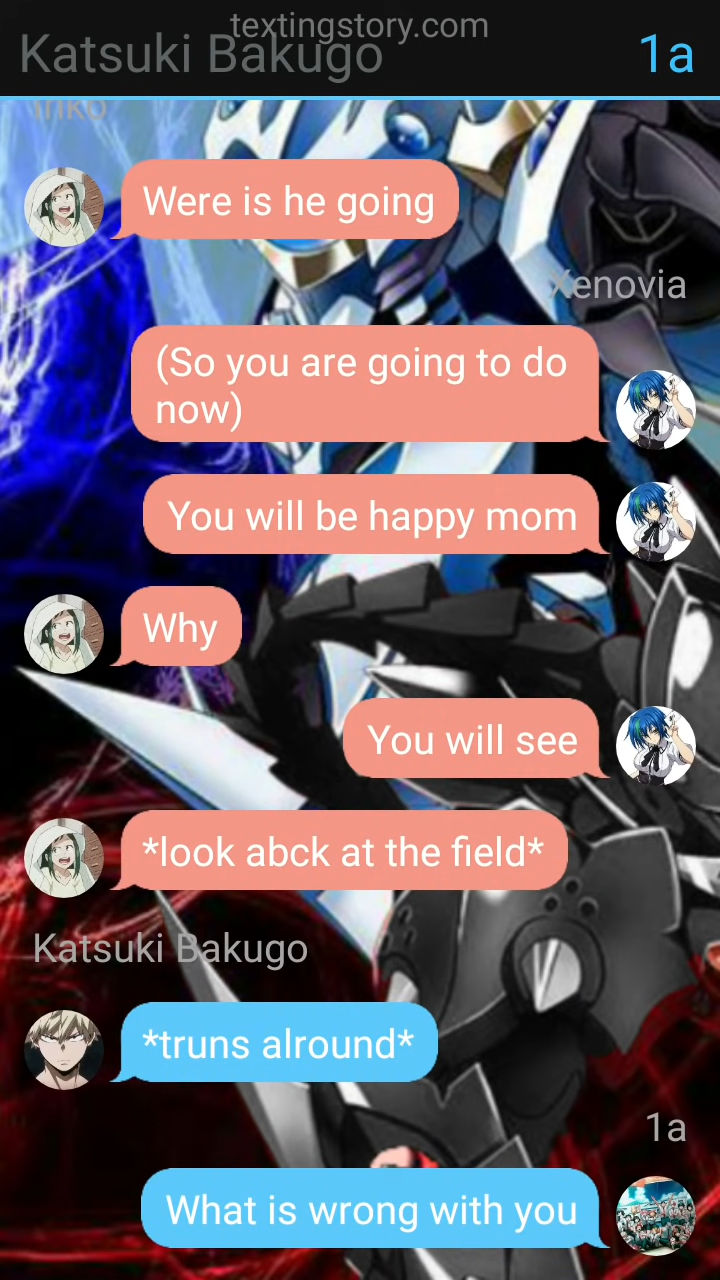 textingstory.com
Katsuki Bakugo
1a
Inko
Were is he going
Xenovia
(So you are going to do
now)
You will be happy mom
Why
You will see
*look abck at the field*
Katsuki Bakugo
*truns alround*
1a
What is wrong with you